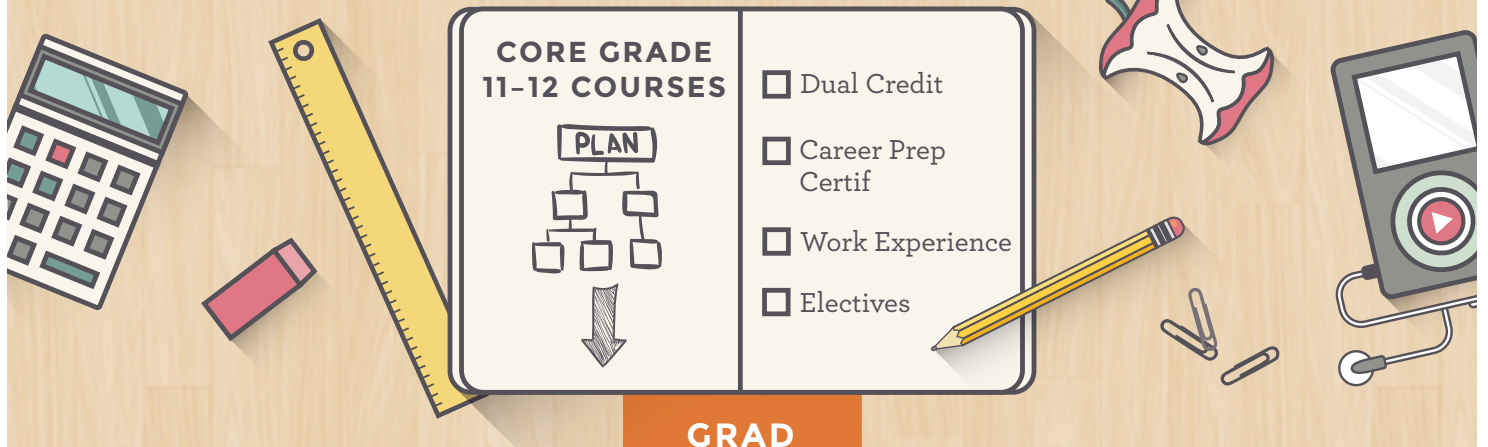 CORE GRADE
11–12 COURSES
PLAN
Dual Credit
Career Prep
Certif
Work Experience
Electives
GRAD